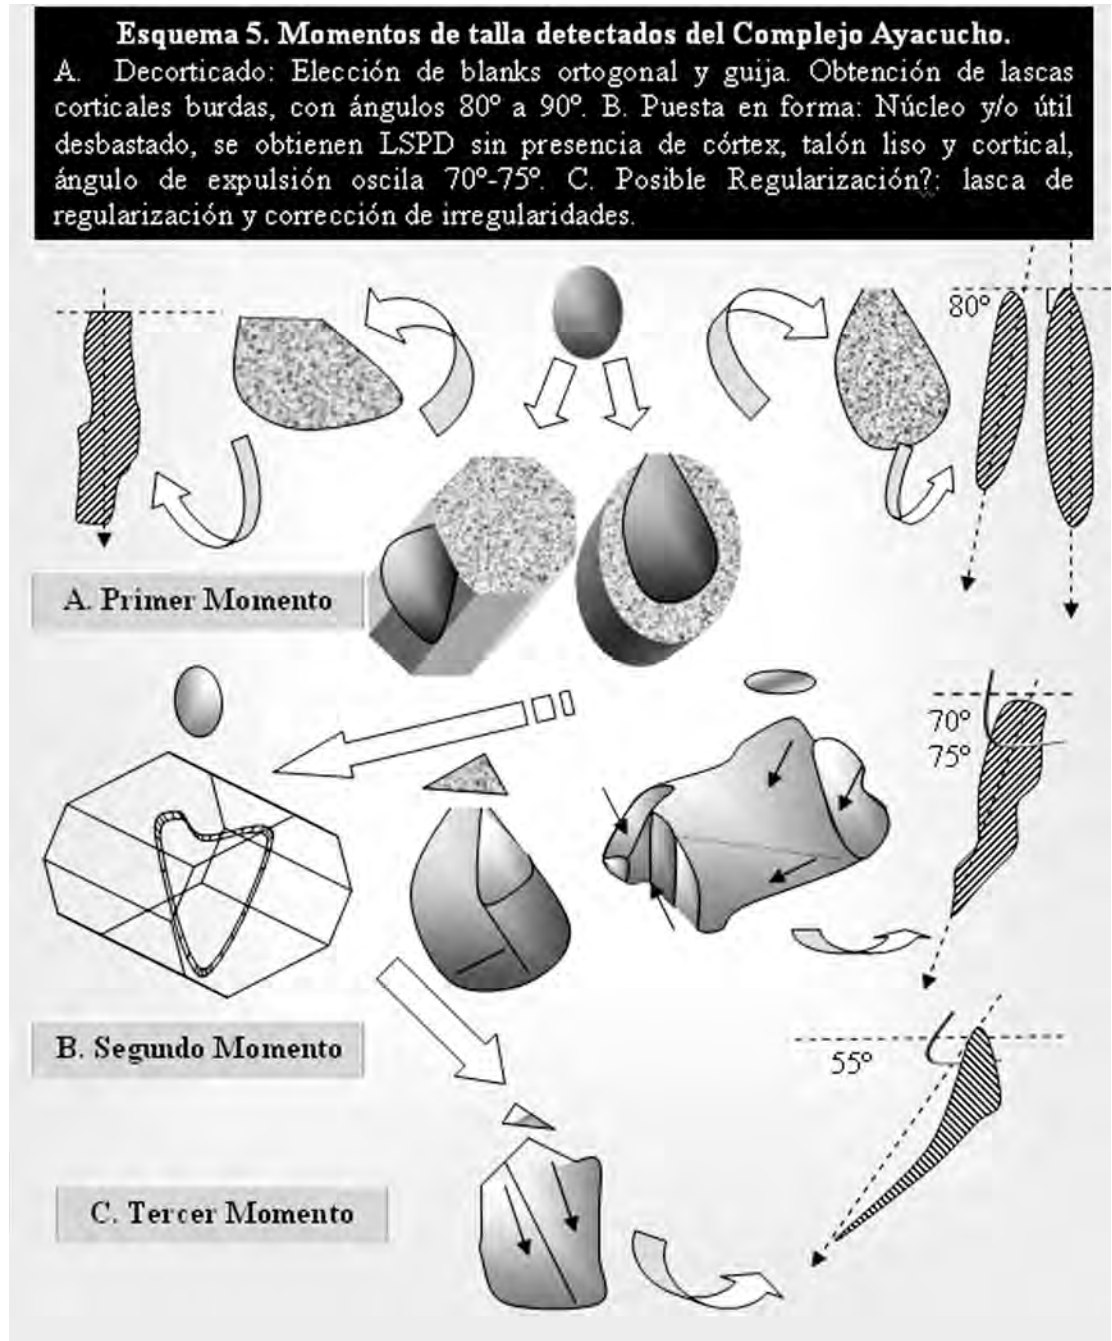 Esquema 5. Momentos de talla detectados del Complejo Ayacucho.
A. Decorticado: Elección de blanks ortogonal y guija. Obtención de lascas
corticales burdas, con ángulos 80º a 90º. B. Puesta en forma: Núcleo y/o útil
desbastado, se obtienen LSPD sin presencia de córtex, talón liso y cortical,
ángulo de expulsión oscila 70º-75º. C. Posible Regularización?: lasca de
regularización y corrección de irregularidades.
80º
A. Primer Momento
70º
75º
B. Segundo Momento
55º
C. Tercer Momento